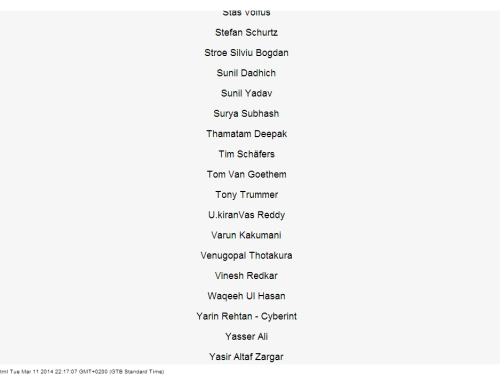 Stas Volfus
Stefan Schurtz
Stroe Silviu Bogdan
Sunil Dadhich
Sunil Yadav
Surya Subhash
Thamatam Deepak
Tim Schäfers
Tom Van Goethem
Tony Trummer
U.kiranVas Reddy
Varun Kakumani
Venugopal Thotakura
Vinesh Redkar
Waqeeh Ul Hasan
Yarin Rehtan - Cyberint
Yasser Ali
Yasir Altaf Zargar
tml Tue Mar 11 2014 22:17:07 GMT+0200 (GTB Standard Time)